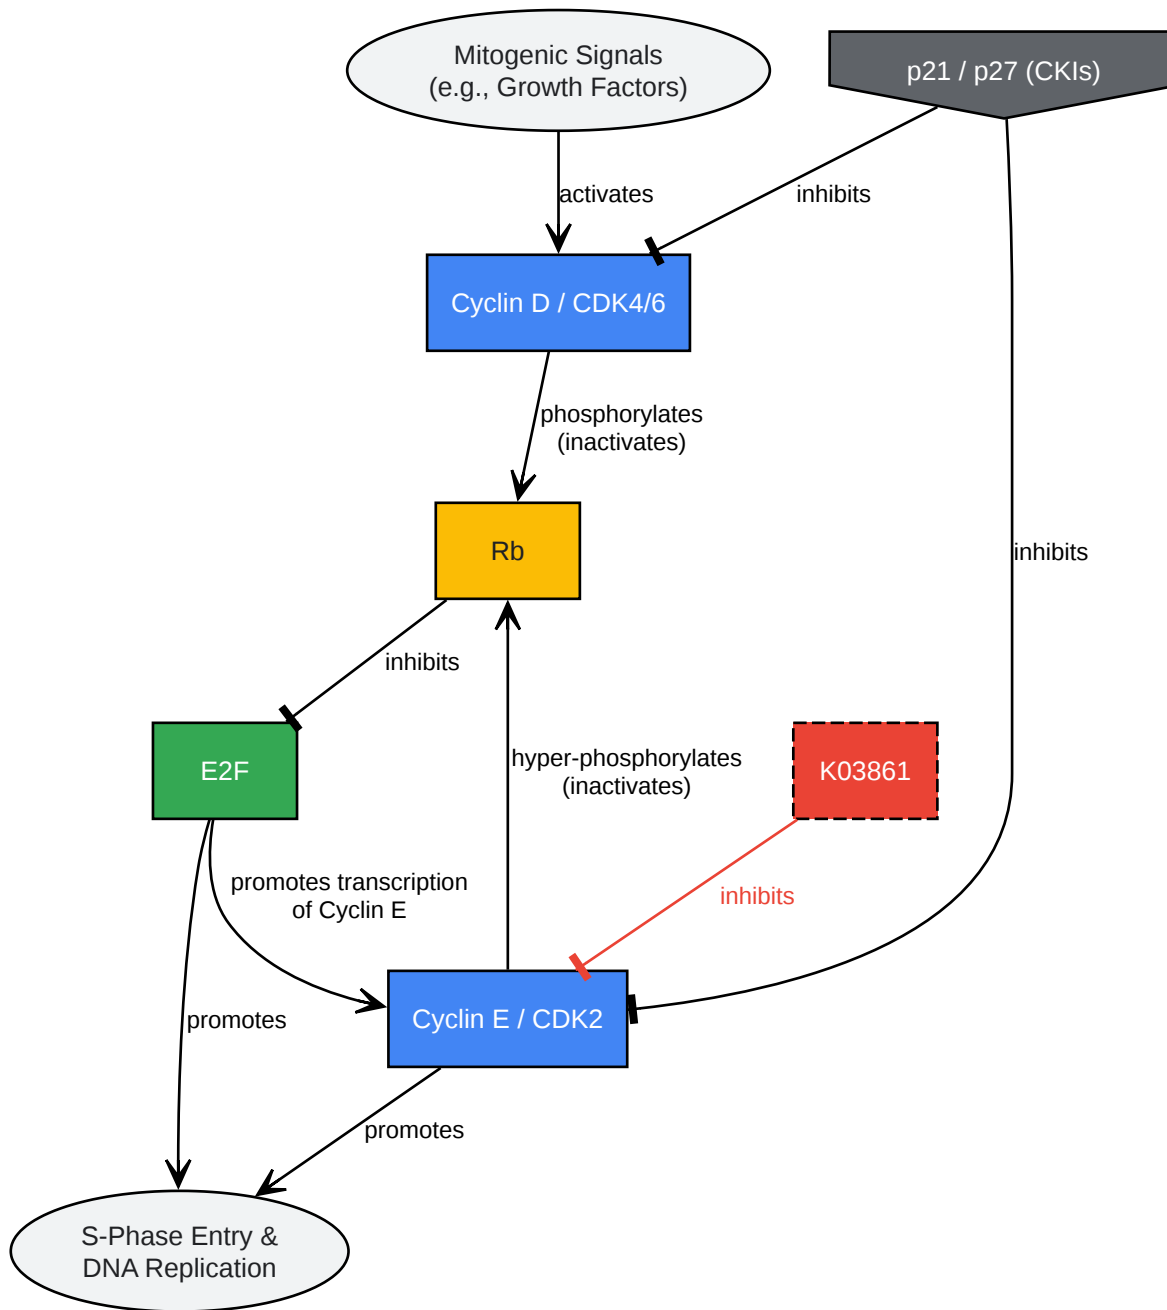 Mitogenic Signals
(e.g., Growth Factors)
p21 / p27 (CKIs)
activates
inhibits
Cyclin D / CDK4/6
phosphorylates
(inactivates)
Rb
inhibits
inhibits
E2F
hyper-phosphorylates
(inactivates)
K03861
promotes transcription
of Cyclin E
inhibits
Cyclin E / CDK2
promotes
promotes
S-Phase Entry &
DNA Replication